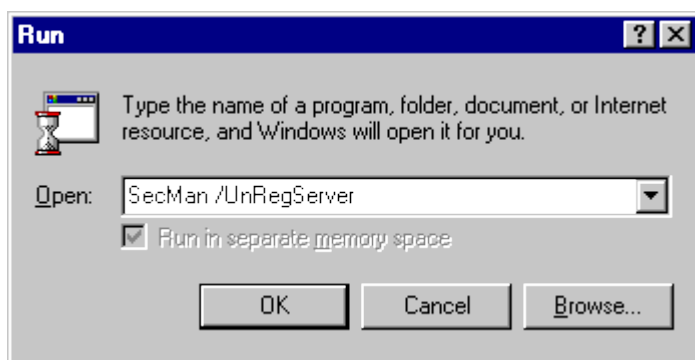 Run
Type the name of a program, folder, document, or Internet
resource, and Windows will open it for you.
Open: SecMan /UnRegServer
Run in separate memory space
OK Cancel Browse...